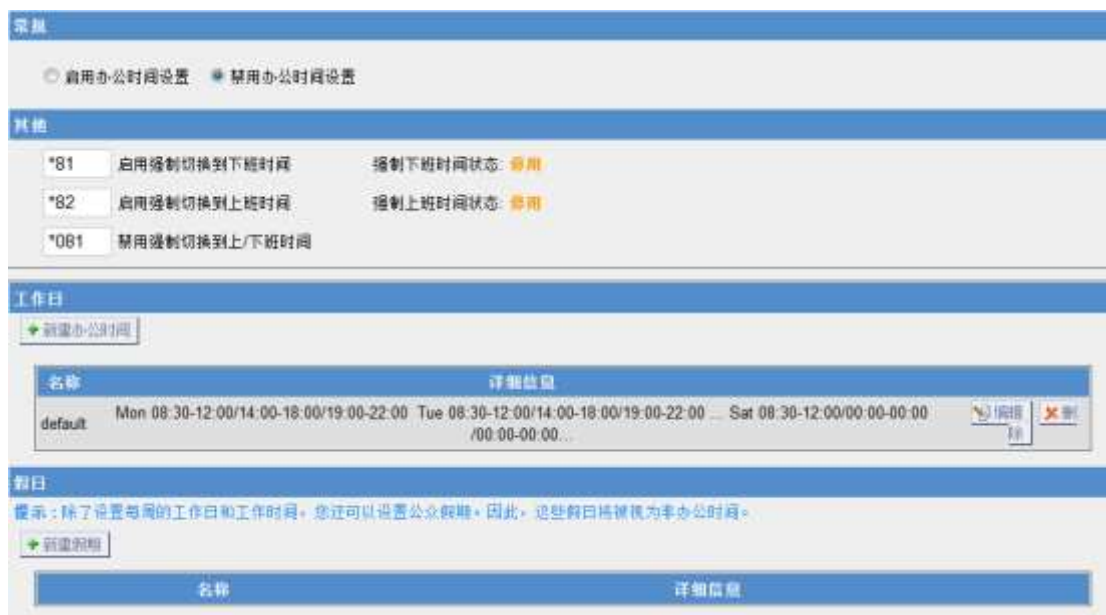 常规
启用办公时间设置 禁用办公时间设置
其他
*81 启用强制切换到下班时间 强制下班时间状态: 停用
*82 启用强制切换到上班时间 强制上班时间状态: 停用
*081 禁用强制切换到上/下班时间
工作日
新建办公时间
名称 详细信息
default Mon 08:30-12:00/14:00-18:00/19:00-22:00 Tue 08:30-12:00/14:00-18:00/19:00-22:00 ... Sat 08:30-12:00/00:00-00:00 编辑 删
/00:00-00:00... 除
假日
提示:除了设置每周的工作日和工作时间,您还可以设置公众假期。因此,这些假日将被视为非办公时间。
新建假期
名称 详细信息